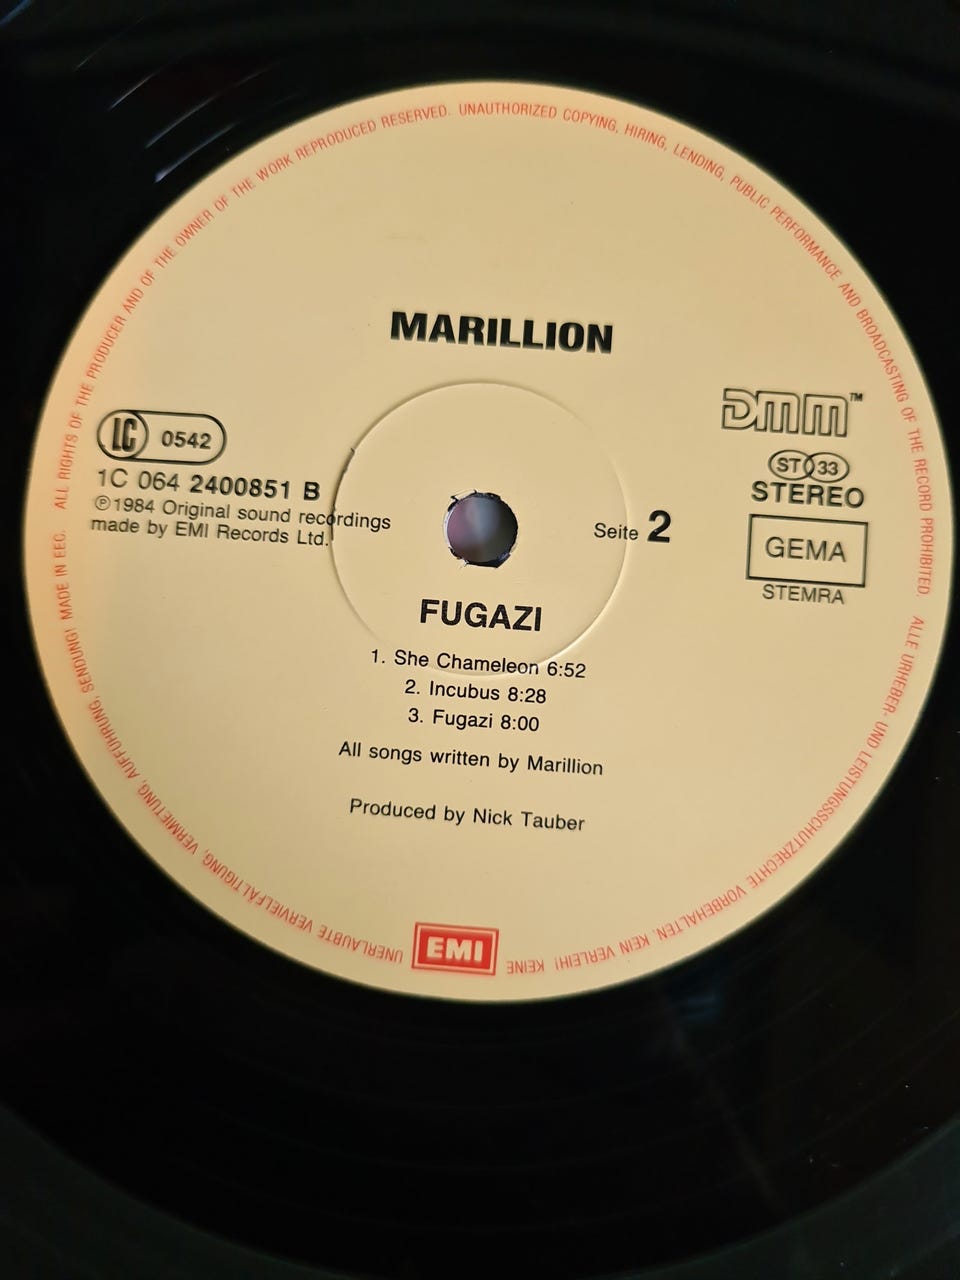 ALL RIGHTS OF THE PRODUCER AND OF THE OWNER OF THE WORK REPRODUCED RESERVED. UNAUTHORIZED COPYING, HIRING, LENDING, PUBLIC PERFORMANCE AND BROADCASTING OF THE RECORD PROHIBITED.
MARILLION
DMM™
LC 0542
ST 33
1C 064 2400851 B
STEREO
℗1984 Original sound recordings
made by EMI Records Ltd.
Seite 2
GEMA
STEMRA
FUGAZI
1. She Chameleon 6:52
2. Incubus 8:28
3. Fugazi 8:00
All songs written by Marillion
Produced by Nick Tauber
EMI
ALLE URHEBER- UND LEISTUNGSSCHUTZRECHTE VORBEHALTEN. KEIN VERLEIH! KEINE UNERLAUBTE VERVIELFÄLTIGUNG, VERMIETUNG, AUFFÜHRUNG, SENDUNG! MADE IN EEC.